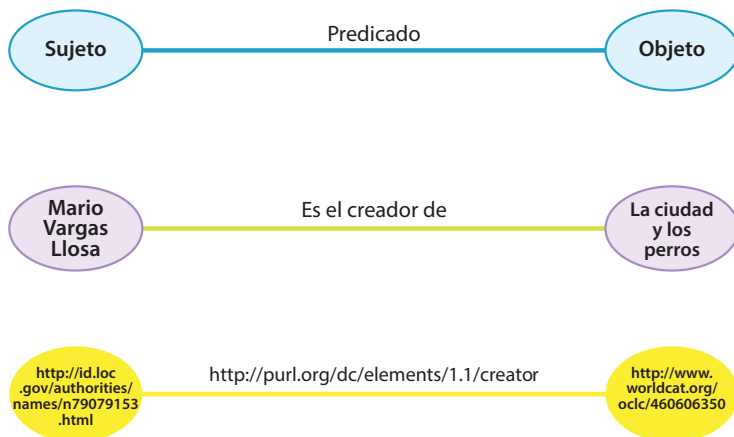 Predicado
Sujeto
Objeto
Es el creador de
Mario
Vargas
Llosa
La ciudad
y los
perros
http://purl.org/dc/elements/1.1/creator
http://id.loc
.gov/authorities/
names/n79079153
.html
http://www.
worldcat.org/
oclc/460606350